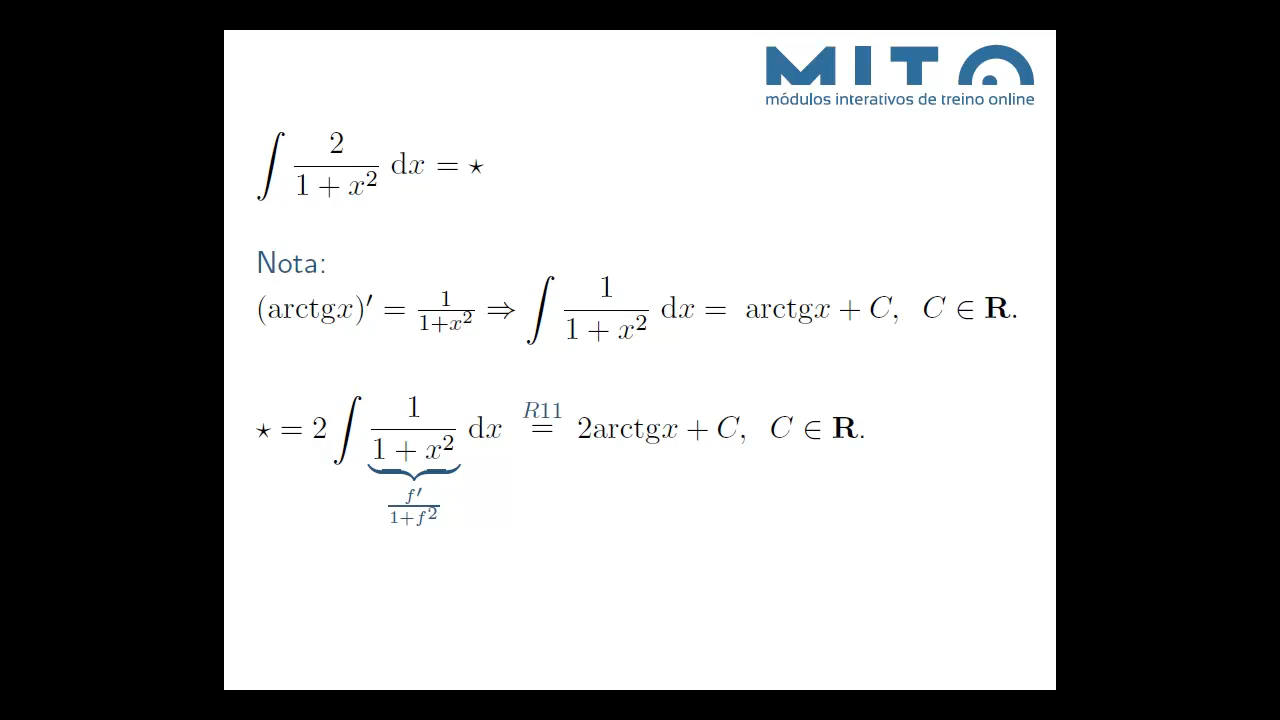 MITO
módulos interativos de treino online
∫ 2/(1 + x²) dx = ⋆
Nota:
(arctgx)′ = 1/(1+x²) ⇒ ∫ 1/(1 + x²) dx = arctgx + C, C ∈ R.
⋆ = 2 ∫ 1/(1 + x²) dx =^{R11} 2arctgx + C, C ∈ R.
f′/(1+f²)